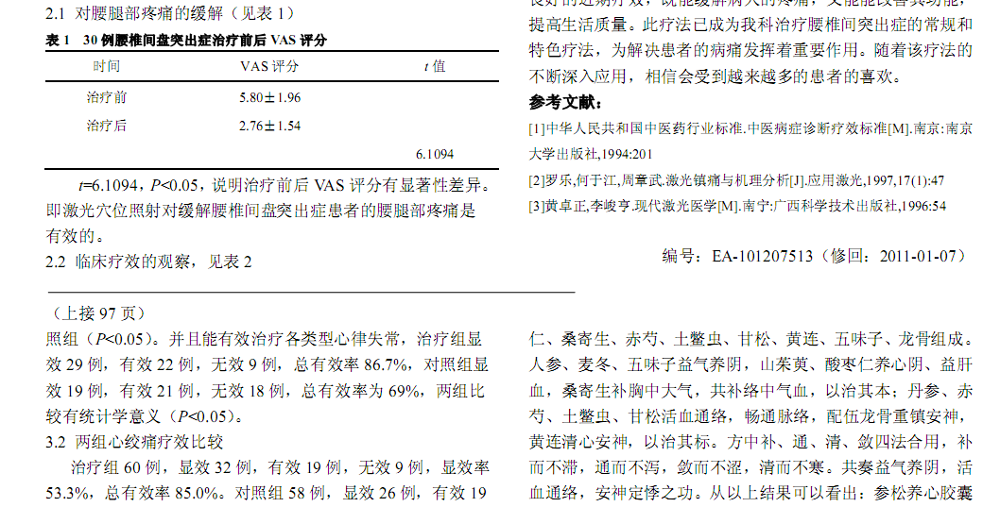 2.1 对腰腿部疼痛的缓解（见表 1）
表 1 30 例腰椎间盘突出症治疗前后 VAS 评分
时间 VAS 评分 t 值
治疗前 5.80±1.96
治疗后 2.76±1.54
6.1094
t=6.1094，P<0.05，说明治疗前后 VAS 评分有显著性差异。
即激光穴位照射对缓解腰椎间盘突出症患者的腰腿部疼痛是
有效的。
2.2 临床疗效的观察，见表 2
良好的近期疗效，既能缓解病人的疼痛，又能能改善其功能，
提高生活质量。此疗法已成为我科治疗腰椎间突出症的常规和
特色疗法，为解决患者的病痛发挥着重要作用。随着该疗法的
不断深入应用，相信会受到越来越多的患者的喜欢。
参考文献：
[1]中华人民共和国中医药行业标准.中医病症诊断疗效标准[M].南京:南京
大学出版社,1994:201
[2]罗乐,何于江,周章武.激光镇痛与机理分析[J].应用激光,1997,17(1):47
[3]黄卓正,李峻亨.现代激光医学[M].南宁:广西科学技术出版社,1996:54
编号：EA-101207513（修回：2011-01-07）
（上接 97 页）
照组（P<0.05）。并且能有效治疗各类型心律失常，治疗组显
效 29 例，有效 22 例，无效 9 例，总有效率 86.7%，对照组显
效 19 例，有效 21 例，无效 18 例，总有效率为 69%，两组比
较有统计学意义（P<0.05）。
3.2 两组心绞痛疗效比较
治疗组 60 例，显效 32 例，有效 19 例，无效 9 例，显效率
53.3%，总有效率 85.0%。对照组 58 例，显效 26 例，有效 19
仁、桑寄生、赤芍、土鳖虫、甘松、黄连、五味子、龙骨组成。
人参、麦冬、五味子益气养阴，山茱萸、酸枣仁养心阴、益肝
血，桑寄生补胸中大气，共补络中气血，以治其本；丹参、赤
芍、土鳖虫、甘松活血通络，畅通脉络，配伍龙骨重镇安神，
黄连清心安神，以治其标。方中补、通、清、敛四法合用，补
而不滞，通而不泻，敛而不涩，清而不寒。共奏益气养阴，活
血通络，安神定悸之功。从以上结果可以看出：参松养心胶囊